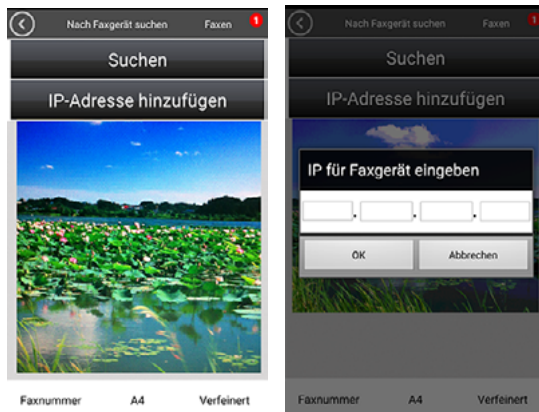 Nach Faxgerät suchen Faxen 1
Suchen
IP-Adresse hinzufügen
Faxnummer A4 Verfeinert
Nach Faxgerät suchen Faxen 1
Suchen
IP-Adresse hinzufügen
IP für Faxgerät eingeben
. . .
OK Abbrechen
Faxnummer A4 Verfeinert